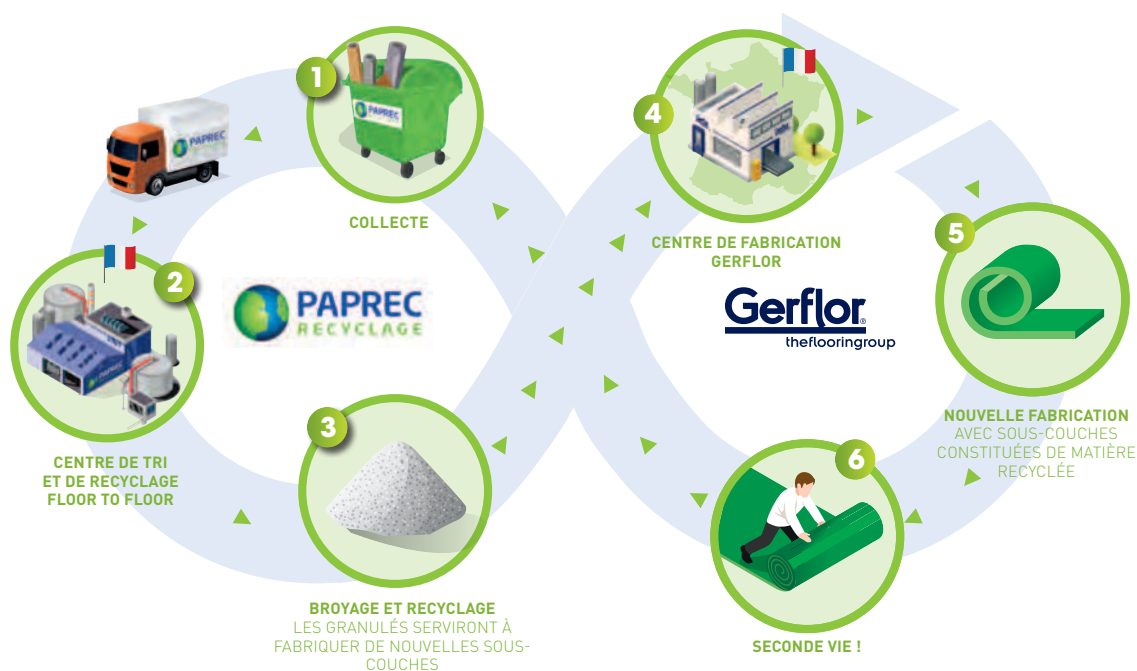 1
PAPREC
COLLECTE
PAPREC
2
CENTRE DE TRI
ET DE RECYCLAGE
FLOOR TO FLOOR
PAPREC
RECYCLAGE
3
BROYAGE ET RECYCLAGE
LES GRANULÉS SERVIRONT À
FABRIQUER DE NOUVELLES SOUS-
COUCHES
4
CENTRE DE FABRICATION
GERFLOR
Gerflor®
theflooringroup
5
NOUVELLE FABRICATION
AVEC SOUS-COUCHES
CONSTITUÉES DE MATIÈRE
RECYCLÉE
6
SECONDE VIE !